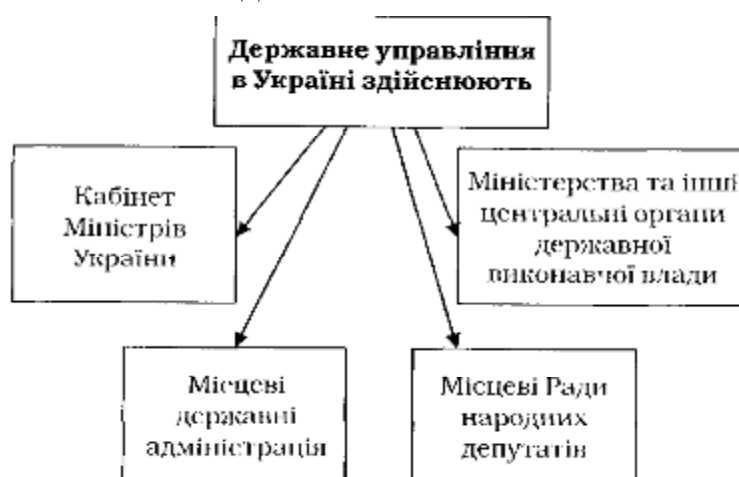 Державне управління
в Україні здійснюють
Кабінет
Міністрів
України
Міністерства та інші
центральні органи
державної
виконавчої влади
Місцеві
державні
адміністрація
Місцеві Ради
народних
депутатів